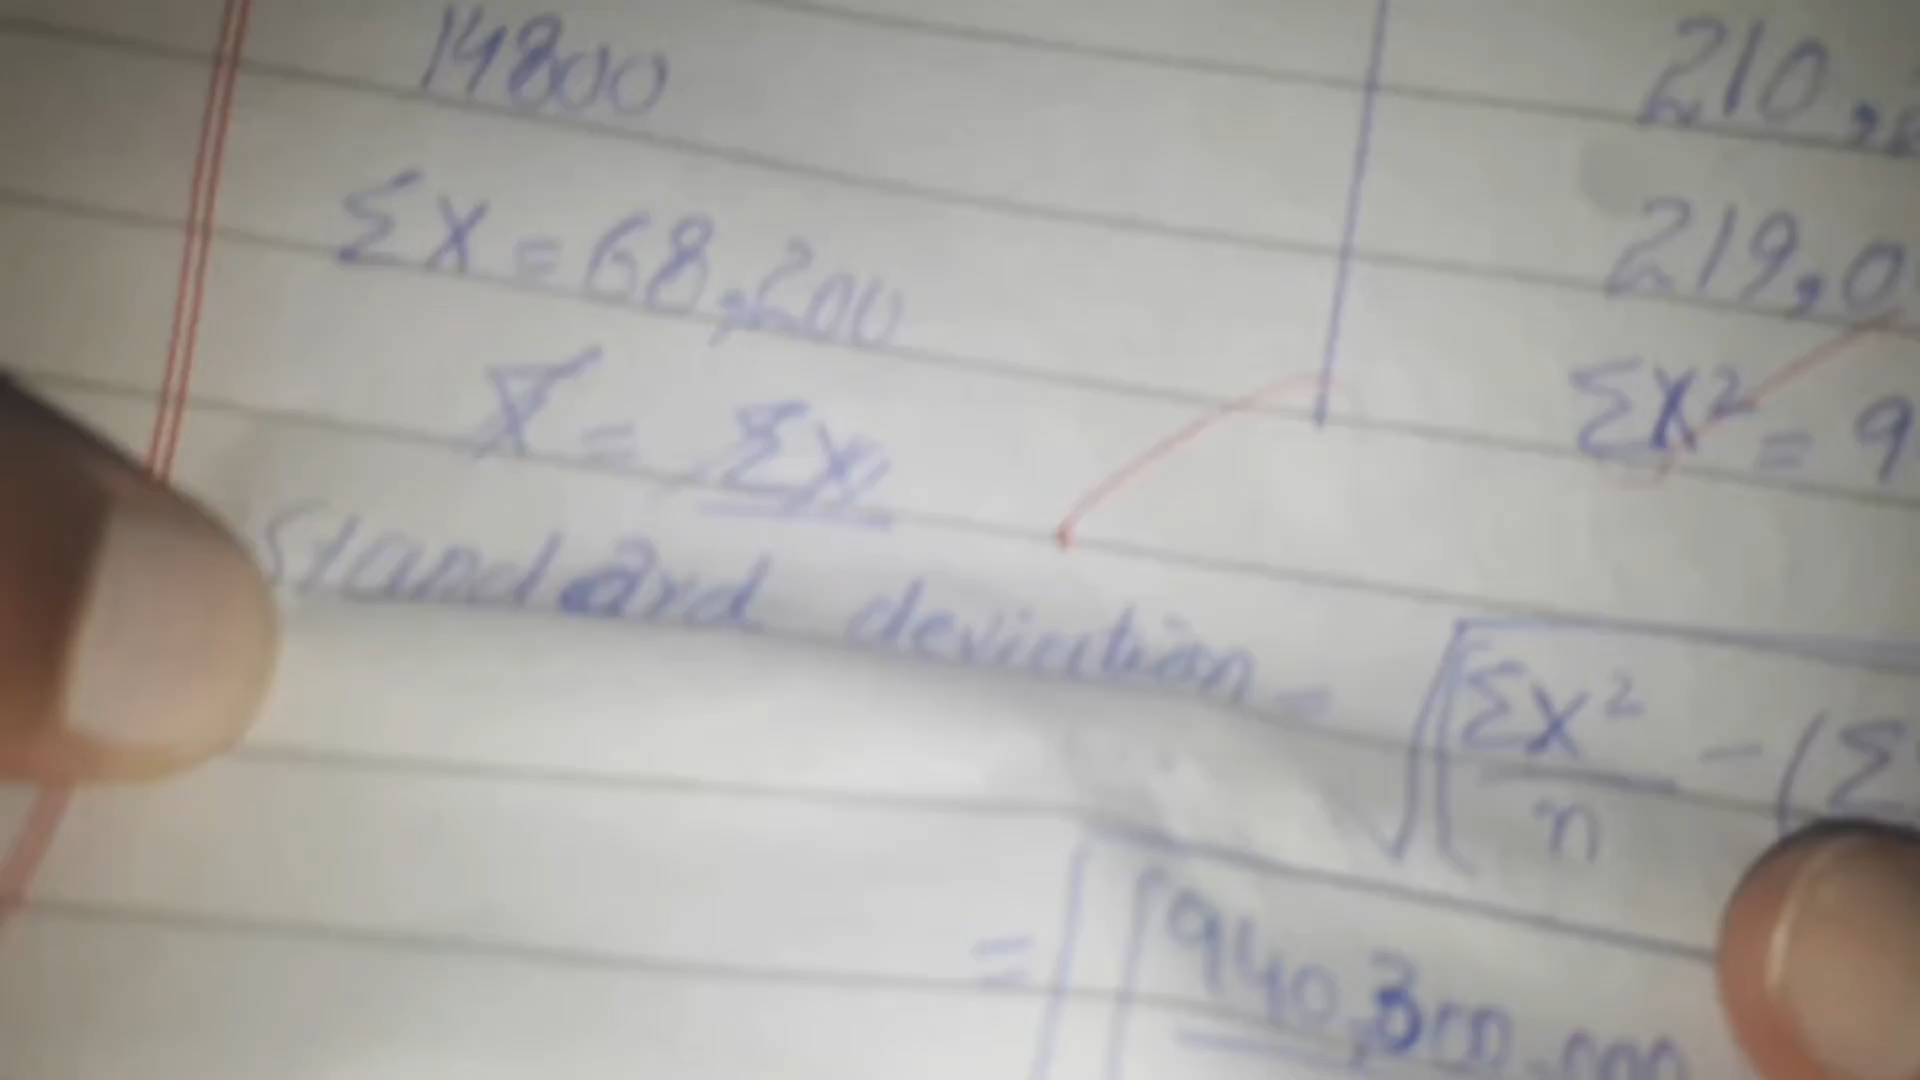 14800 210,
ΣX = 68,200 219,0
X̄ = ΣX ΣX² = 9
Standard deviation = √ΣX²/n - (Σ
= √940,300,000